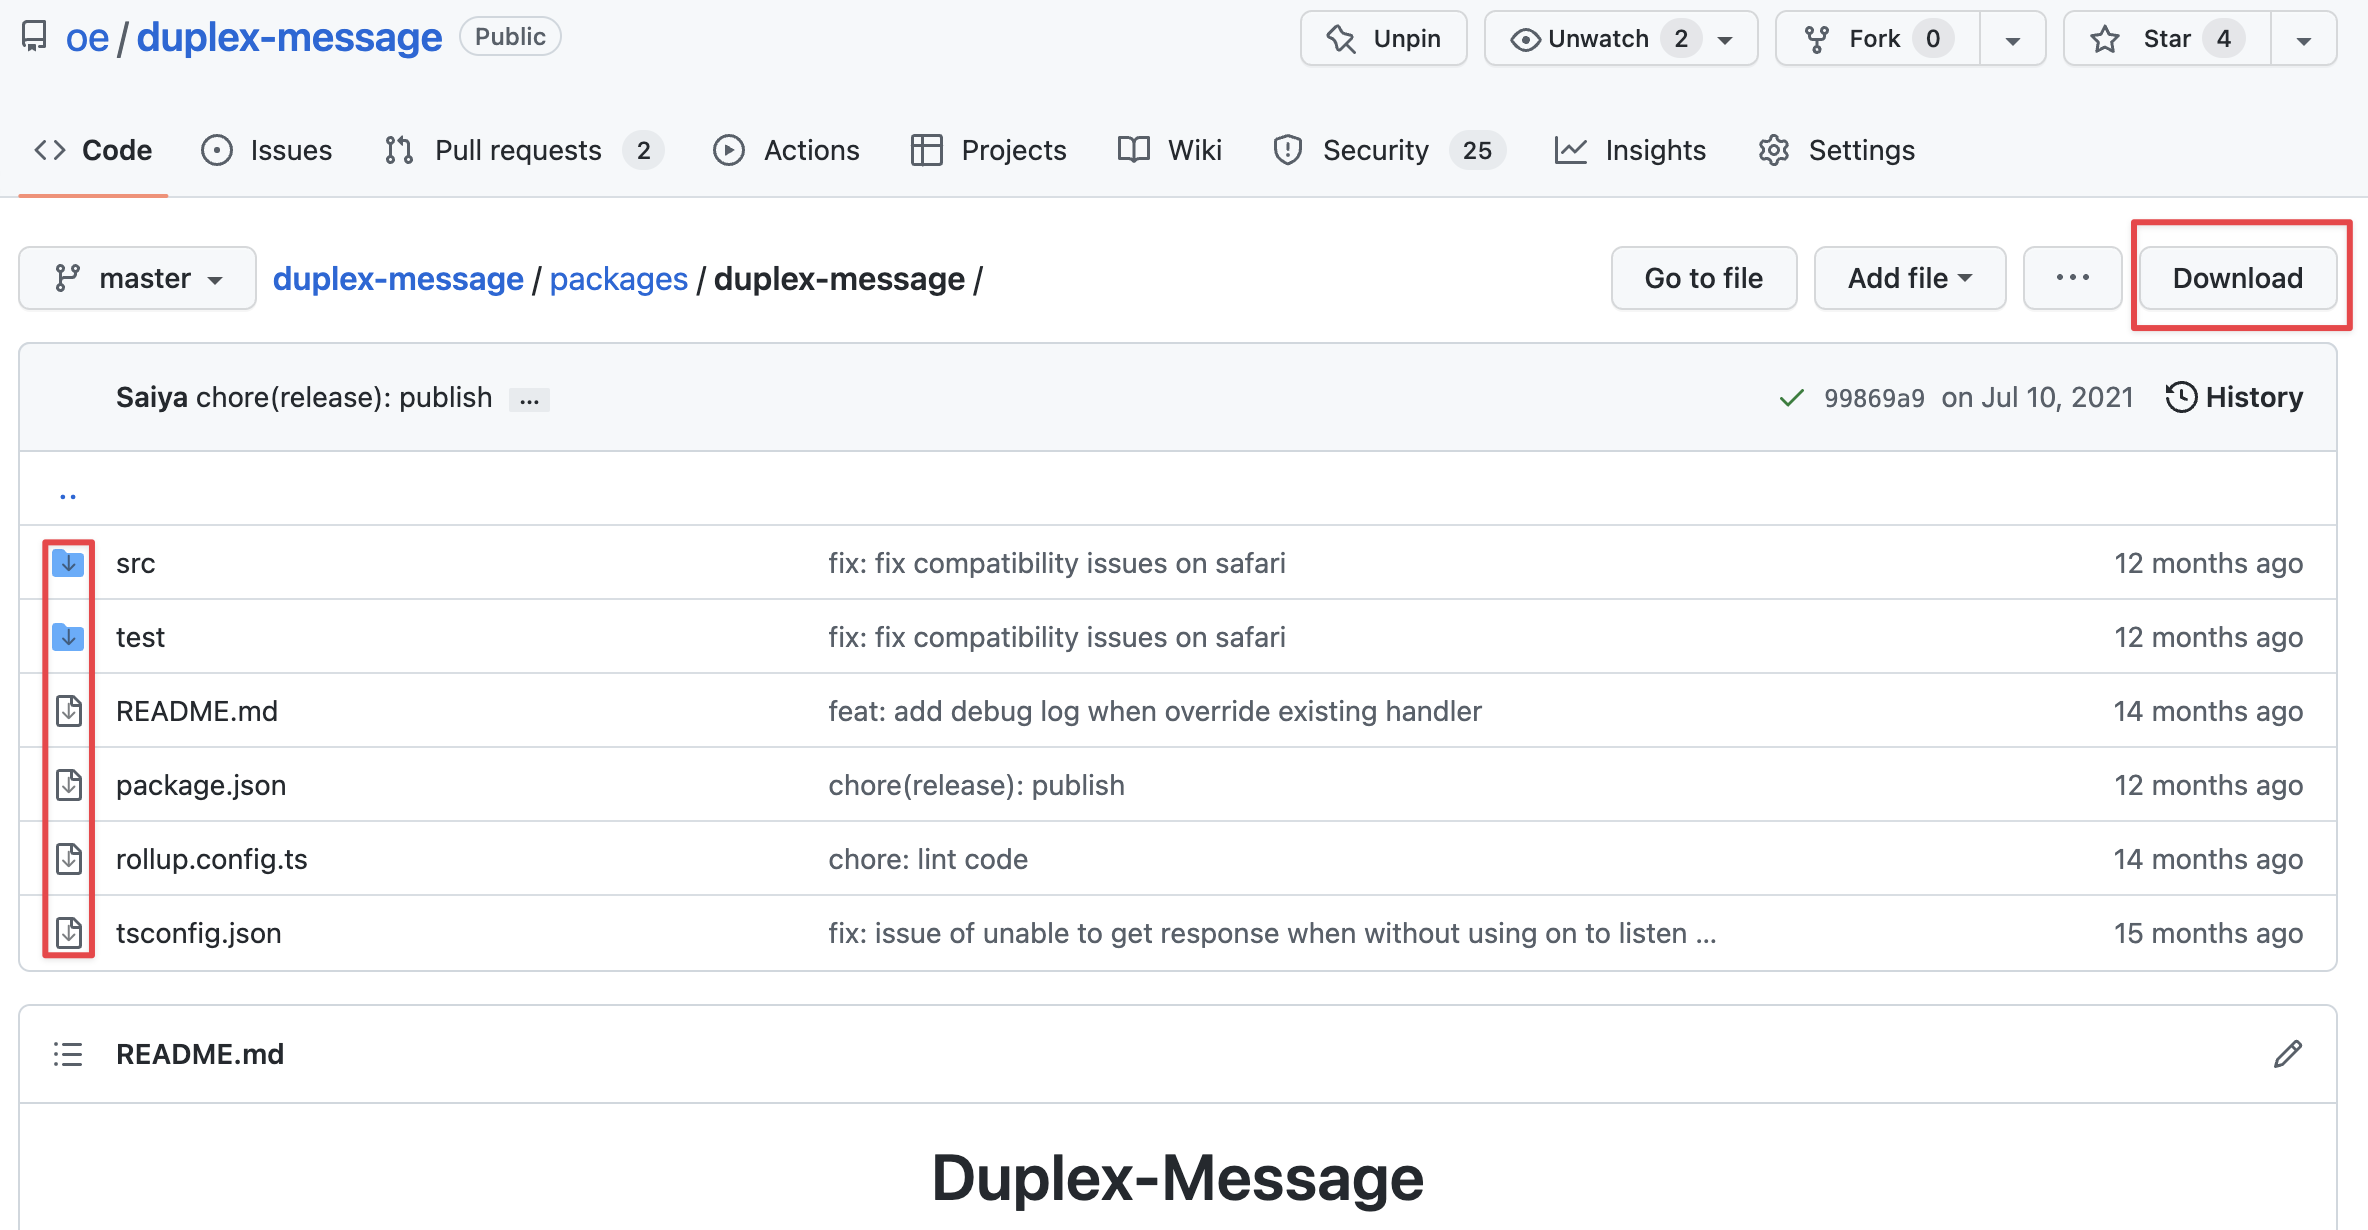 oe / duplex-message Public Unpin Unwatch 2 Fork 0 Star 4
Code Issues Pull requests 2 Actions Projects Wiki Security 25 Insights Settings
master duplex-message / packages / duplex-message / Go to file Add file ... Download
Saiya chore(release): publish ... 99869a9 on Jul 10, 2021 History
..
src fix: fix compatibility issues on safari 12 months ago
test fix: fix compatibility issues on safari 12 months ago
README.md feat: add debug log when override existing handler 14 months ago
package.json chore(release): publish 12 months ago
rollup.config.ts chore: lint code 14 months ago
tsconfig.json fix: issue of unable to get response when without using on to listen ... 15 months ago
README.md
Duplex-Message